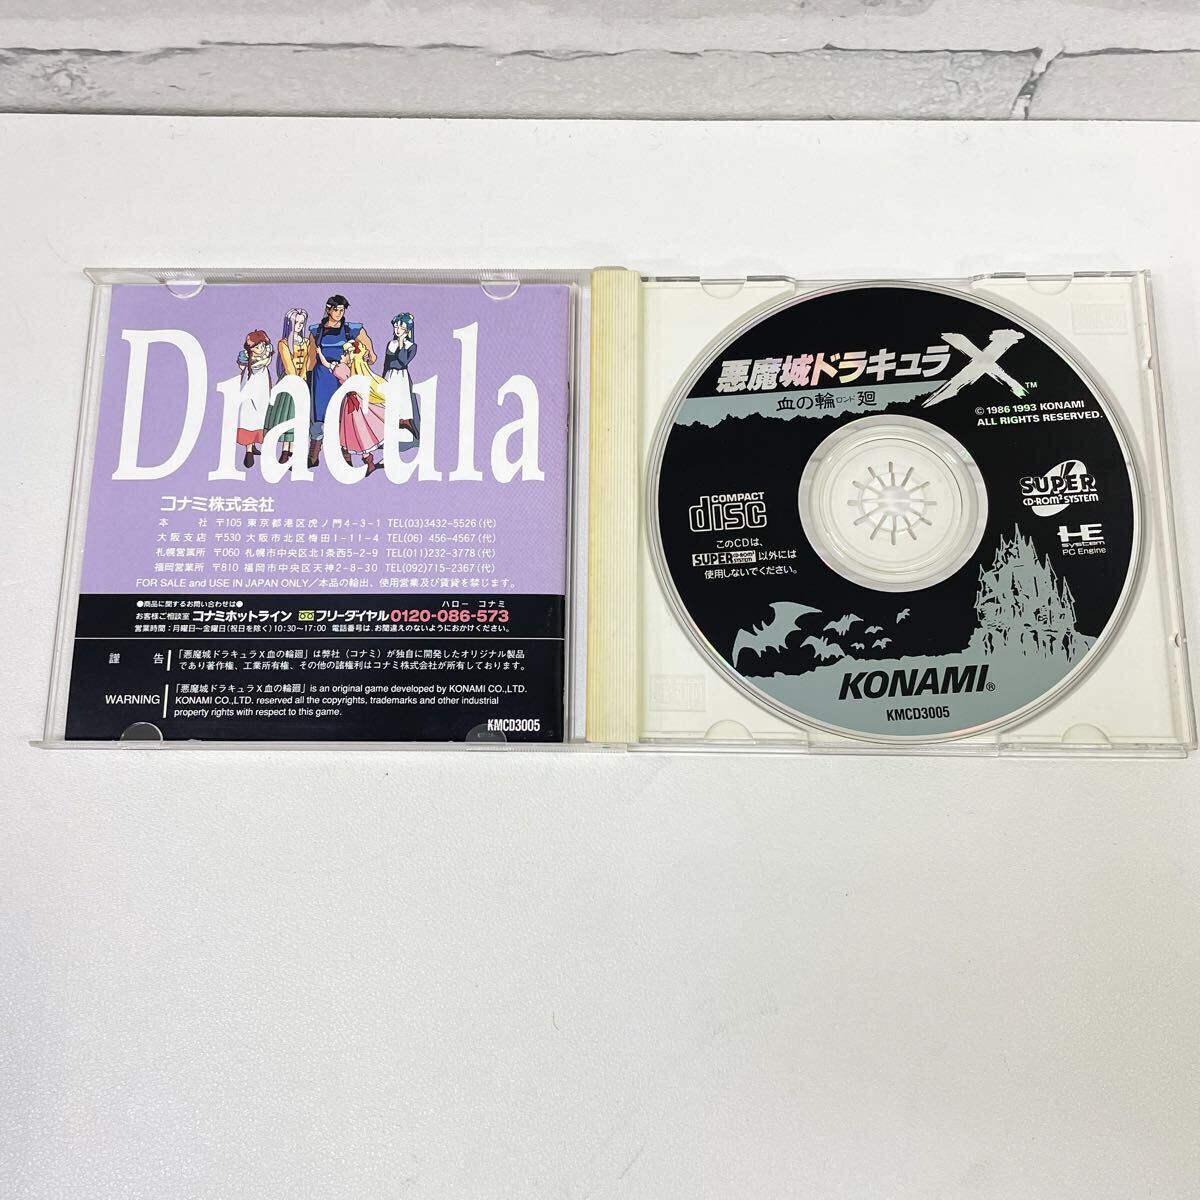 Dracula
コナミ株式会社
本 社 〒105 東京都港区虎ノ門4-3-1 TEL(03)3432-5526(代)
大阪支店 〒530 大阪市北区梅田1-11-4 TEL(06) 456-4567(代)
札幌営業所 〒060 札幌市中央区北1条西5-2-9 TEL(011)232-3778(代)
福岡営業所 〒810 福岡市中央区天神2-8-30 TEL(092)715-2367(代)
FOR SALE and USE IN JAPAN ONLY/本品の輸出、使用営業及び賃貸を禁じます。
●商品に関するお問い合わせは●
ハロー コナミ
お客様ご相談室 コナミホットライン フリーダイヤル0120-086-573
営業時間:月曜日~金曜日(祝日を除く)10:30~17:00 電話番号は、お間違えのないようにおかけください。
謹 告
「悪魔城ドラキュラX血の輪廻」は弊社(コナミ)が独自に開発したオリジナル製品
であり著作権、工業所有権、その他の諸権利はコナミ株式会社が所有しております。
WARNING
「悪魔城ドラキュラX血の輪廻」is an original game developed by KONAMI CO.,LTD.
KONAMI CO.,LTD. reserved all the copyrights, trademarks and other industrial
property rights with respect to this game.
KMCD3005
悪魔城ドラキュラX
TM
血の輪廻
ロンド
© 1986 1993 KONAMI
ALL RIGHTS RESERVED.
COMPACT
disc
このCDは、
SUPER CD-ROM² SYSTEM 以外には
使用しないでください。
SUPER
CD-ROM² SYSTEM
HE
system
PC Engine
KONAMI®
KMCD3005